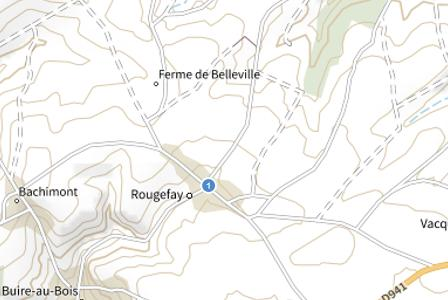 Ferme de Belleville
1
Bachimont
Rougefay
Vacq
Buire-au-Bois
D941